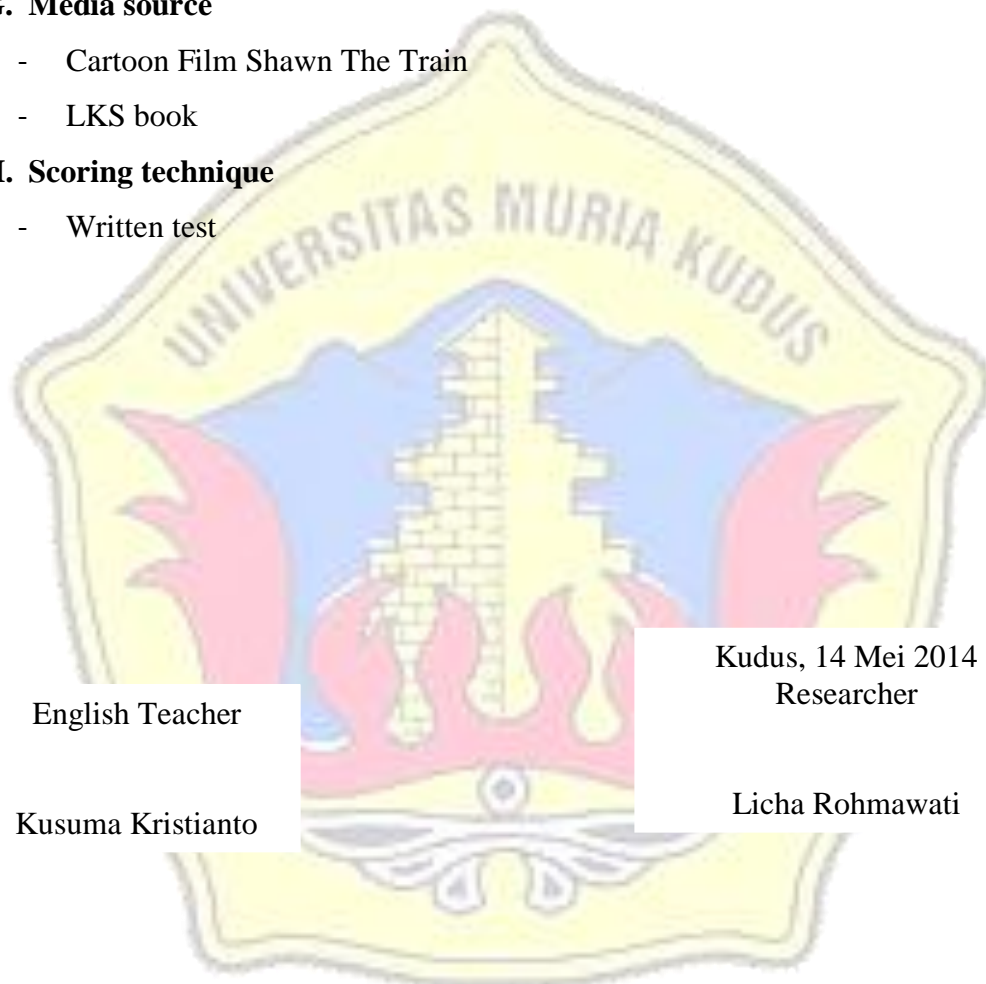 G. Media source
- Cartoon Film Shawn The Train
- LKS book
. Scoring technique
- Written test
UNIVERSITAS MURIA KUDUS
Kudus, 14 Mei 2014
Researcher
English Teacher
Licha Rohmawati
Kusuma Kristianto